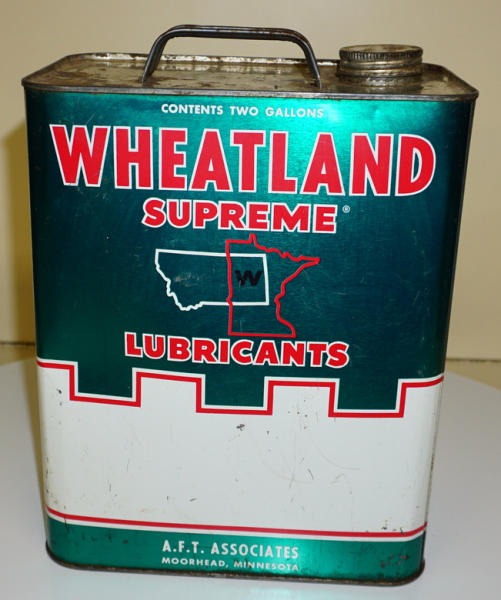 CONTENTS TWO GALLONS
WHEATLAND
SUPREME®
W
LUBRICANTS
A.F.T. ASSOCIATES
MOORHEAD, MINNESOTA